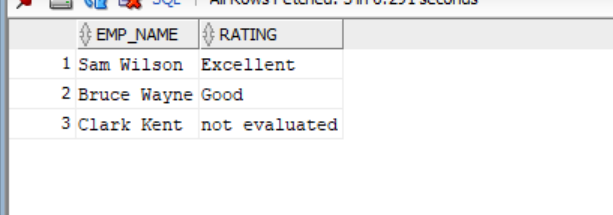 SQL | All Rows Fetched: 3 in 0.291 seconds
EMP_NAME RATING
1 Sam Wilson Excellent
2 Bruce Wayne Good
3 Clark Kent not evaluated